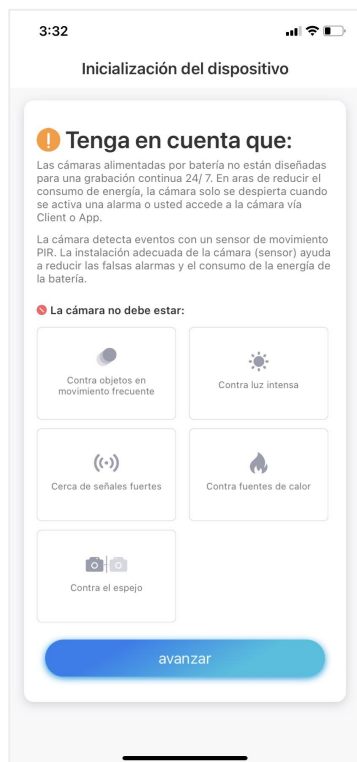 3:32
Inicialización del dispositivo
Tenga en cuenta que:
Las cámaras alimentadas por batería no están diseñadas
para una grabación continua 24/ 7. En aras de reducir el
consumo de energía, la cámara solo se despierta cuando
se activa una alarma o usted accede a la cámara vía
Client o App.
La cámara detecta eventos con un sensor de movimiento
PIR. La instalación adecuada de la cámara (sensor) ayuda
a reducir las falsas alarmas y el consumo de la energía de
la batería.
La cámara no debe estar:
Contra objetos en
movimiento frecuente
Contra luz intensa
Cerca de señales fuertes
Contra fuentes de calor
Contra el espejo
avanzar